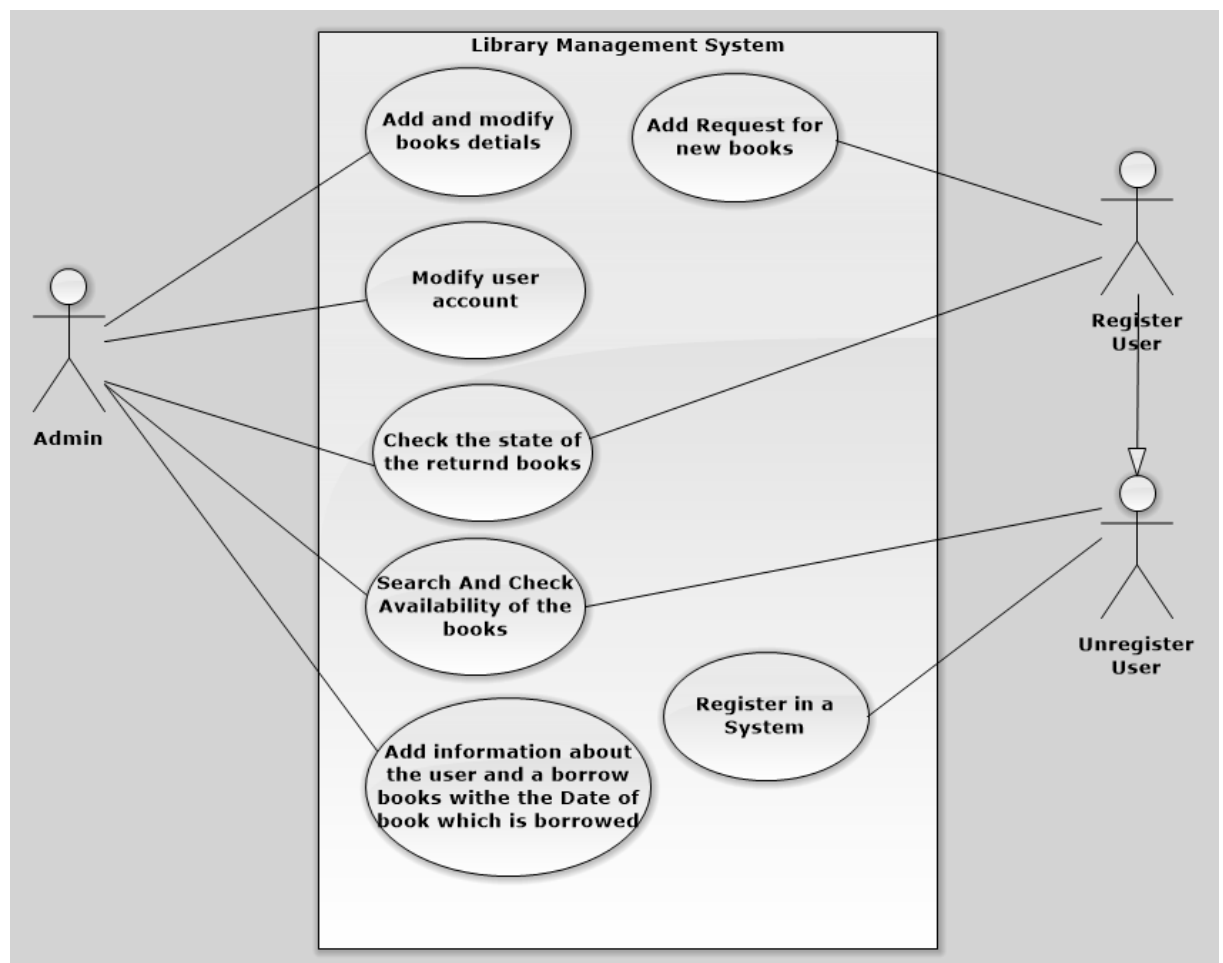 Library Management System
Add and modify
books detials
Add Request for
new books
Modify user
account
Register
User
Admin
Check the state of
the returnd books
Search And Check
Availability of the
books
Unregister
User
Register in a
System
Add information about
the user and a borrow
books withe the Date of
book which is borrowed